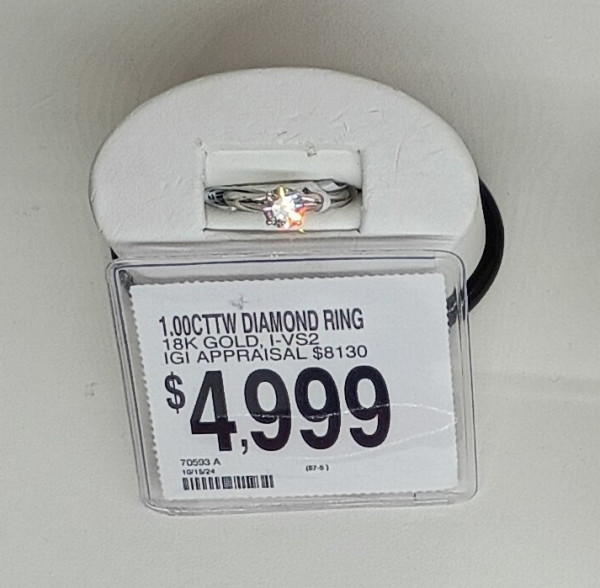 1.00CTTW DIAMOND RING
18K GOLD, I-VS2
IGI APPRAISAL $8130
$4,999
70593 A
10/15/24
(87-5 )